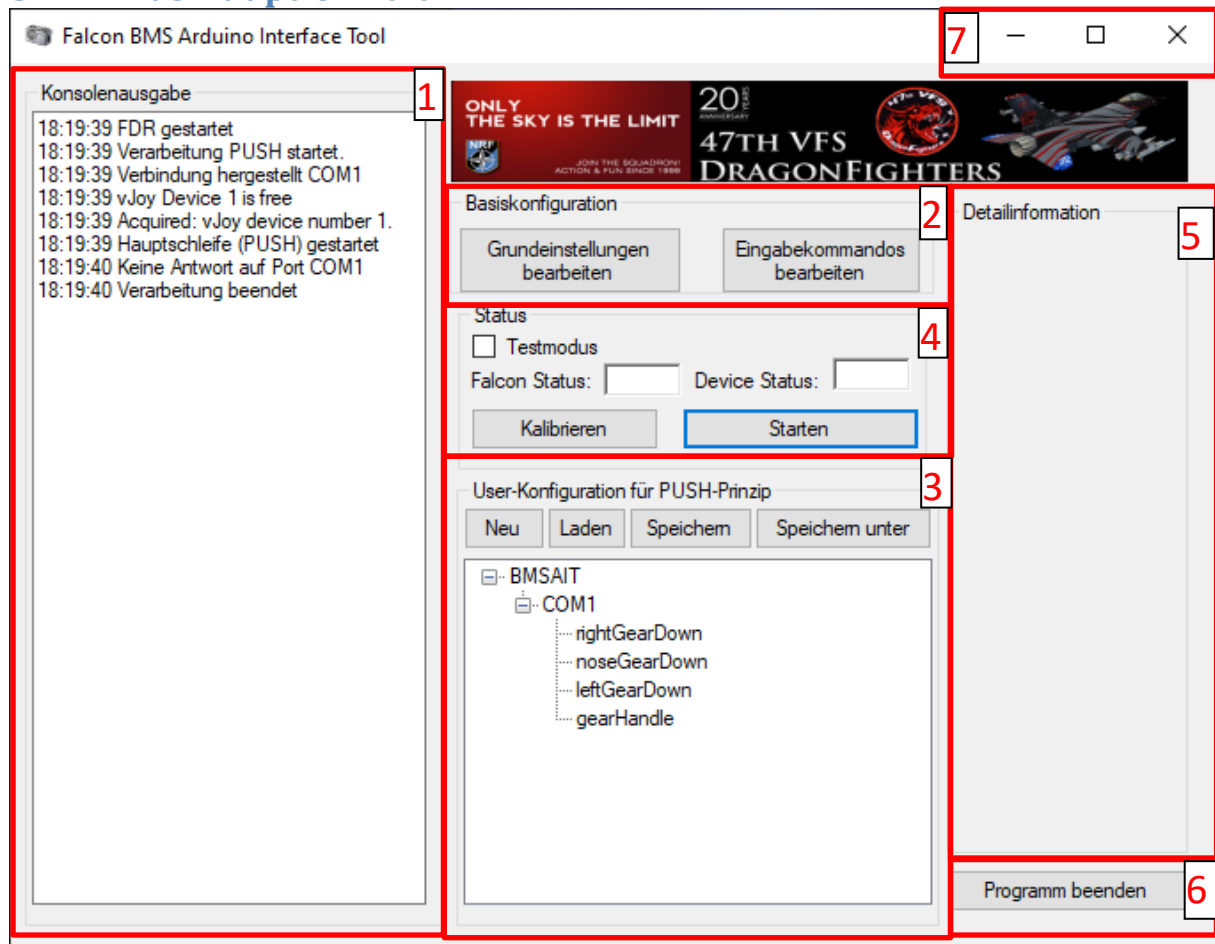 Falcon BMS Arduino Interface Tool
7
Konsolenausgabe
1
18:19:39 FDR gestartet
18:19:39 Verarbeitung PUSH startet.
18:19:39 Verbindung hergestellt COM1
18:19:39 vJoy Device 1 is free
18:19:39 Acquired: vJoy device number 1.
18:19:39 Hauptschleife (PUSH) gestartet
18:19:40 Keine Antwort auf Port COM1
18:19:40 Verarbeitung beendet
ONLY
THE SKY IS THE LIMIT
NRF
JOIN THE SQUADRON!
ACTION & FUN SINCE 1999
20 YEARS
ANNIVERSARY
47TH VFS
DRAGONFIGHTERS
Basiskonfiguration
2
Grundeinstellungen
bearbeiten
Eingabekommandos
bearbeiten
Status
4
Testmodus
Falcon Status:
Device Status:
Kalibrieren
Starten
User-Konfiguration für PUSH-Prinzip
3
Neu
Laden
Speichern
Speichern unter
BMSAIT
COM1
rightGearDown
noseGearDown
leftGearDown
gearHandle
Detailinformation
5
Programm beenden
6